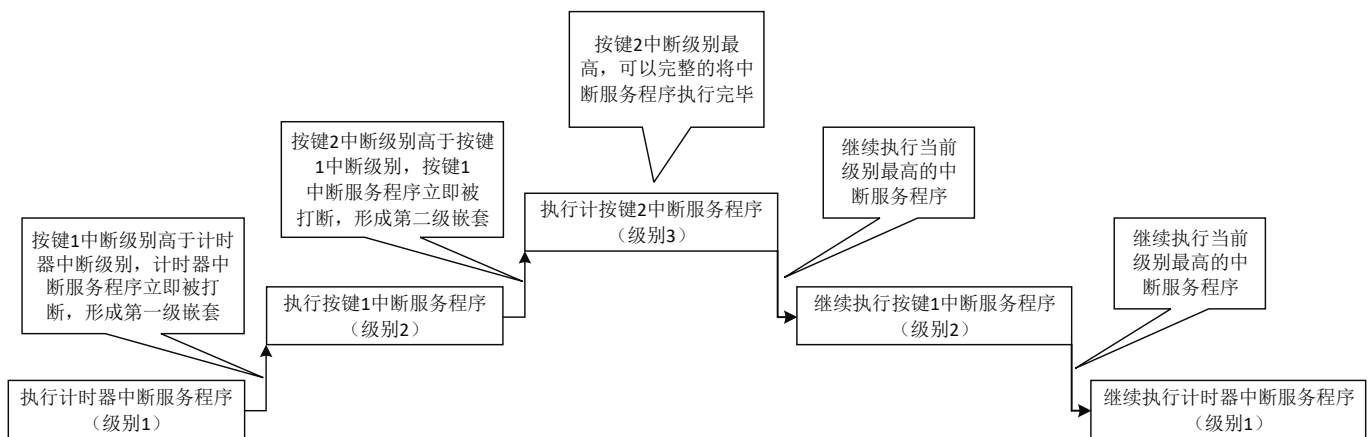 按键2中断级别最
高，可以完整的将中
断服务程序执行完毕
按键2中断级别高于按键
1中断级别，按键1
中断服务程序立即被
打断，形成第二级嵌套
继续执行当前
级别最高的中
断服务程序
执行计按键2中断服务程序
（级别3）
按键1中断级别高于计时
器中断级别，计时器中
断服务程序立即被打
断，形成第一级嵌套
继续执行当前
级别最高的中
断服务程序
执行按键1中断服务程序
（级别2）
继续执行按键1中断服务程序
（级别2）
执行计时器中断服务程序
（级别1）
继续执行计时器中断服务程序
（级别1）